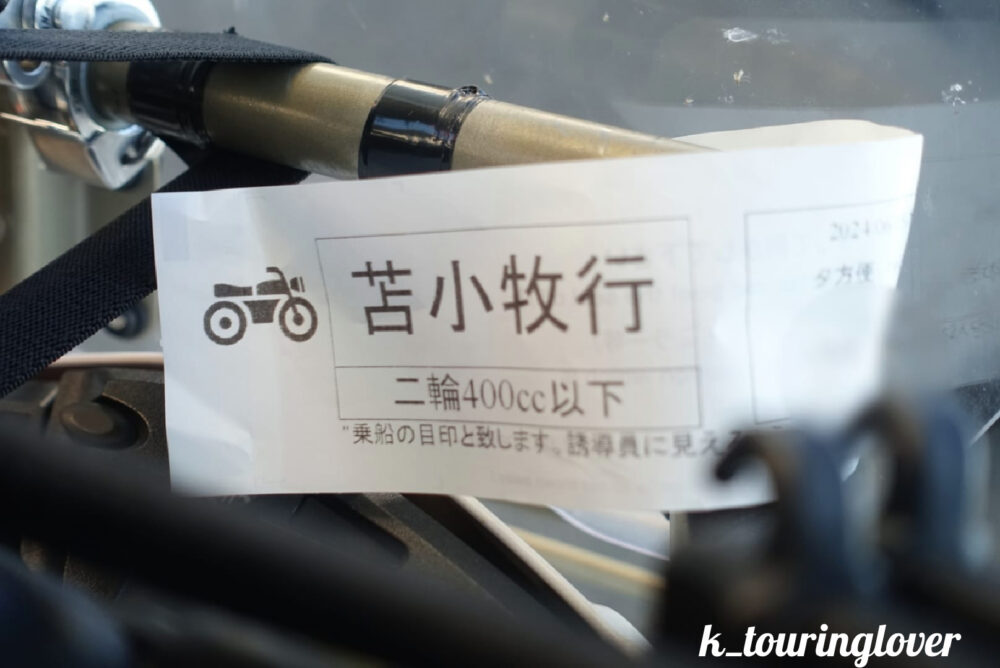 苫小牧行
二輪400cc以下
"乗船の目印と致します。誘導員に見え
2024
夕方便
k_touringlover